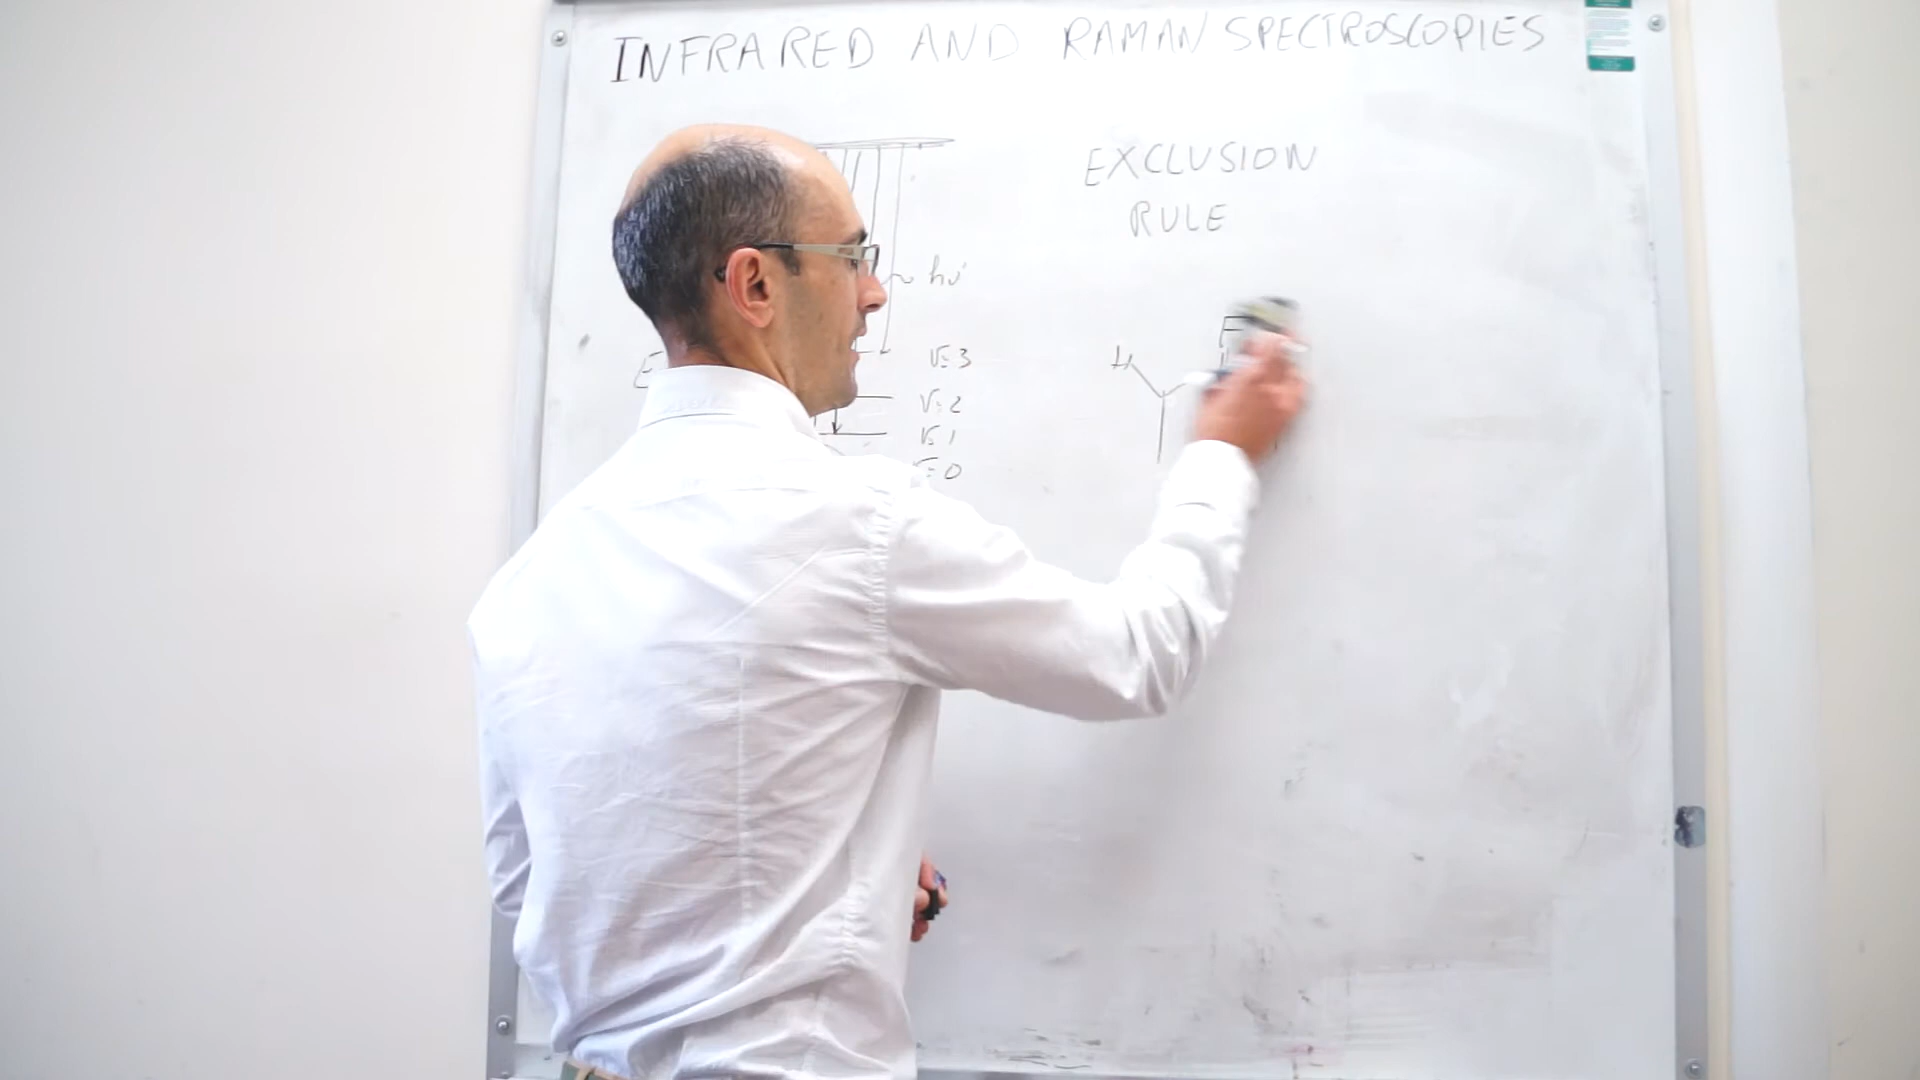 INFRARED AND RAMAN SPECTROSCOPIES
EXCLUSION
RULE
hν'
E
F
H
v=3
v=2
v=1
v=0